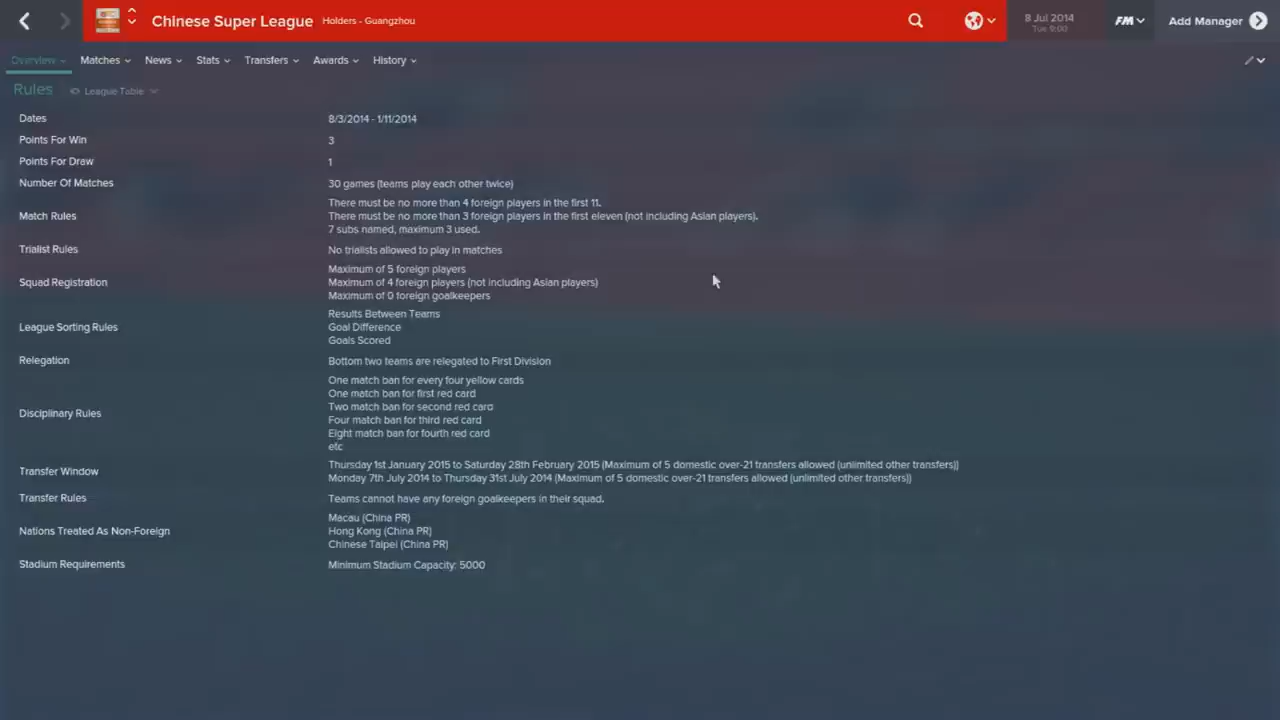 Chinese Super League Holders - Guangzhou
8 Jul 2014
Tue 9:00
FM
Add Manager
Overview Matches News Stats Transfers Awards History
Rules League Table
Dates 8/3/2014 - 1/11/2014
Points For Win 3
Points For Draw 1
Number Of Matches 30 games (teams play each other twice)
There must be no more than 4 foreign players in the first 11.
Match Rules There must be no more than 3 foreign players in the first eleven (not including Asian players).
7 subs named, maximum 3 used.
Trialist Rules No trialists allowed to play in matches
Maximum of 5 foreign players
Squad Registration Maximum of 4 foreign players (not including Asian players)
Maximum of 0 foreign goalkeepers
Results Between Teams
League Sorting Rules Goal Difference
Goals Scored
Relegation Bottom two teams are relegated to First Division
One match ban for every four yellow cards
One match ban for first red card
Disciplinary Rules Two match ban for second red card
Four match ban for third red card
Eight match ban for fourth red card
etc
Transfer Window Thursday 1st January 2015 to Saturday 28th February 2015 (Maximum of 5 domestic over-21 transfers allowed (unlimited other transfers))
Monday 7th July 2014 to Thursday 31st July 2014 (Maximum of 5 domestic over-21 transfers allowed (unlimited other transfers))
Transfer Rules Teams cannot have any foreign goalkeepers in their squad.
Macau (China PR)
Nations Treated As Non-Foreign Hong Kong (China PR)
Chinese Taipei (China PR)
Stadium Requirements Minimum Stadium Capacity: 5000